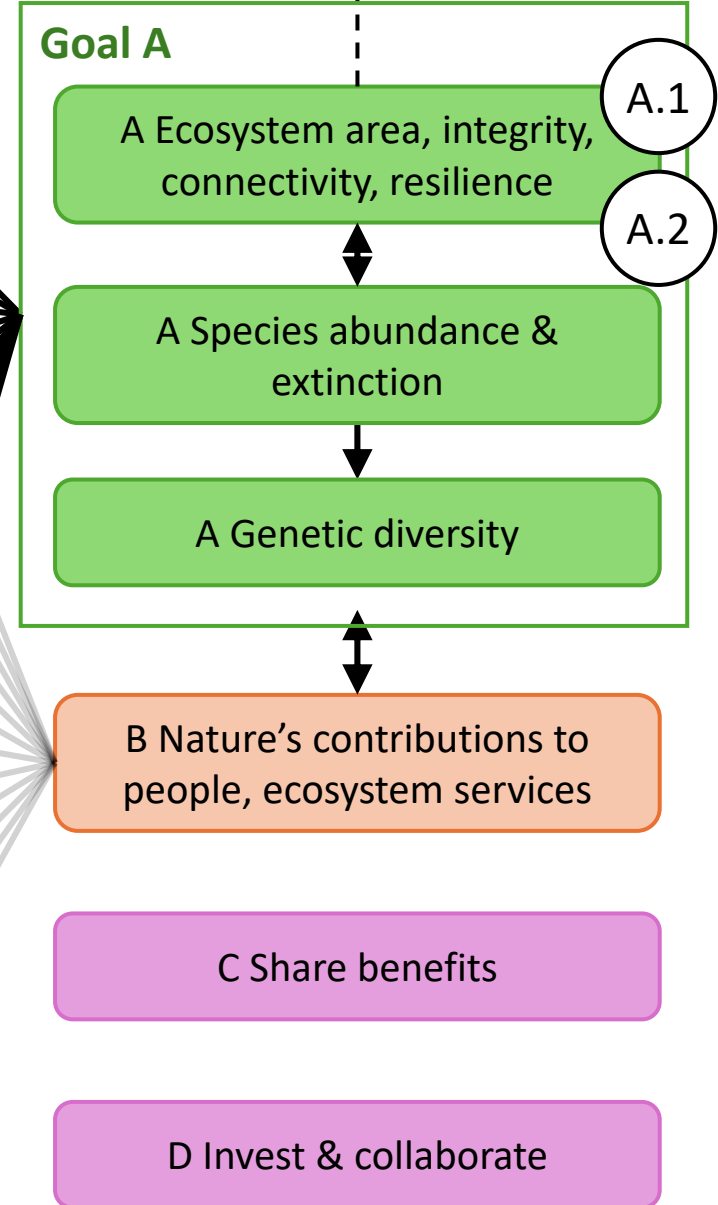 Goal A
A Ecosystem area, integrity,
connectivity, resilience
A.1
A.2
A Species abundance &
extinction
A Genetic diversity
B Nature’s contributions to
people, ecosystem services
C Share benefits
D Invest & collaborate